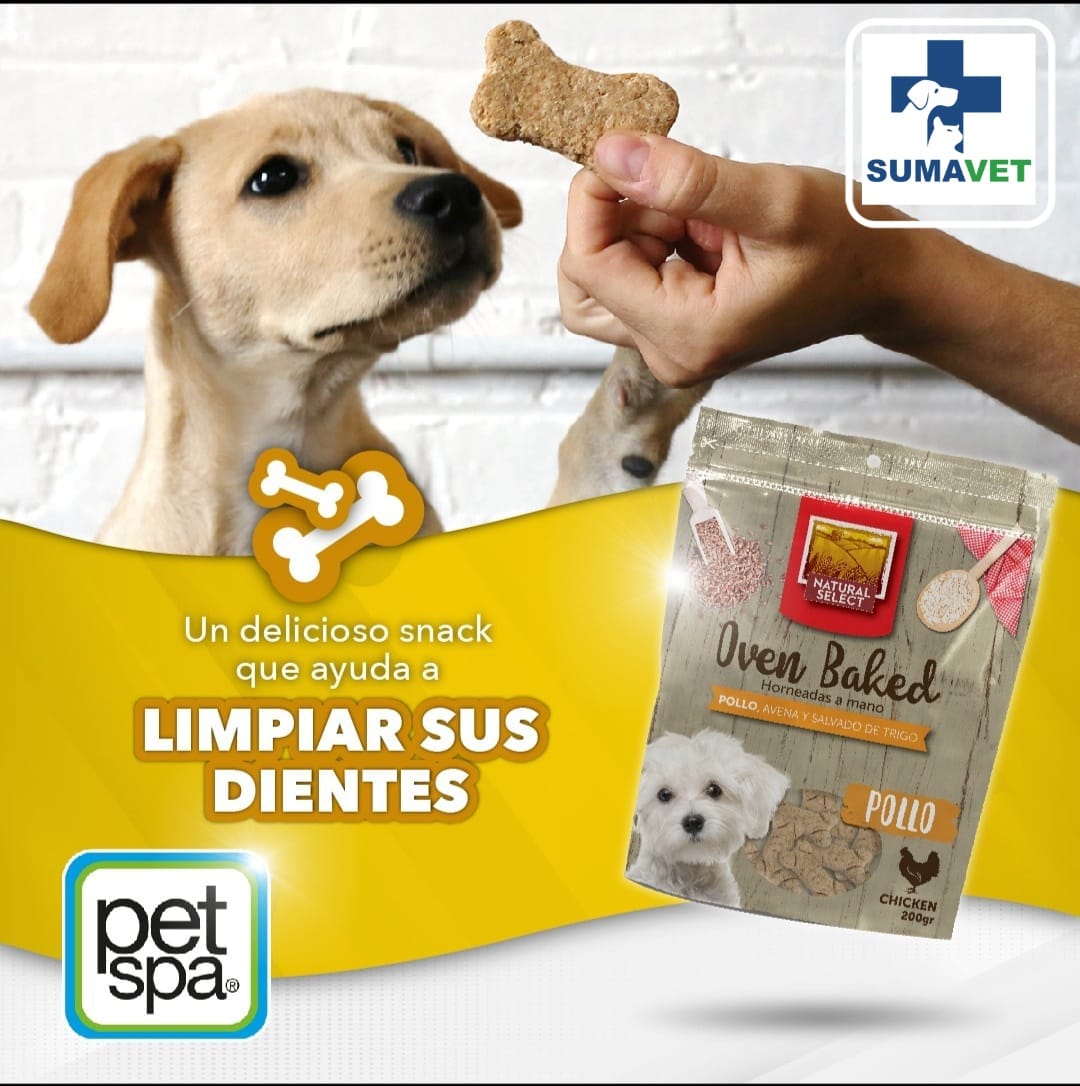 SUMAVET
Un delicioso snack
que ayuda a
LIMPIAR SUS
DIENTES
NATURAL
SELECT
Oven Baked
Horneadas a mano
POLLO, AVENA Y SALVADO DE TRIGO
POLLO
CHICKEN
200gr
pet
spa®